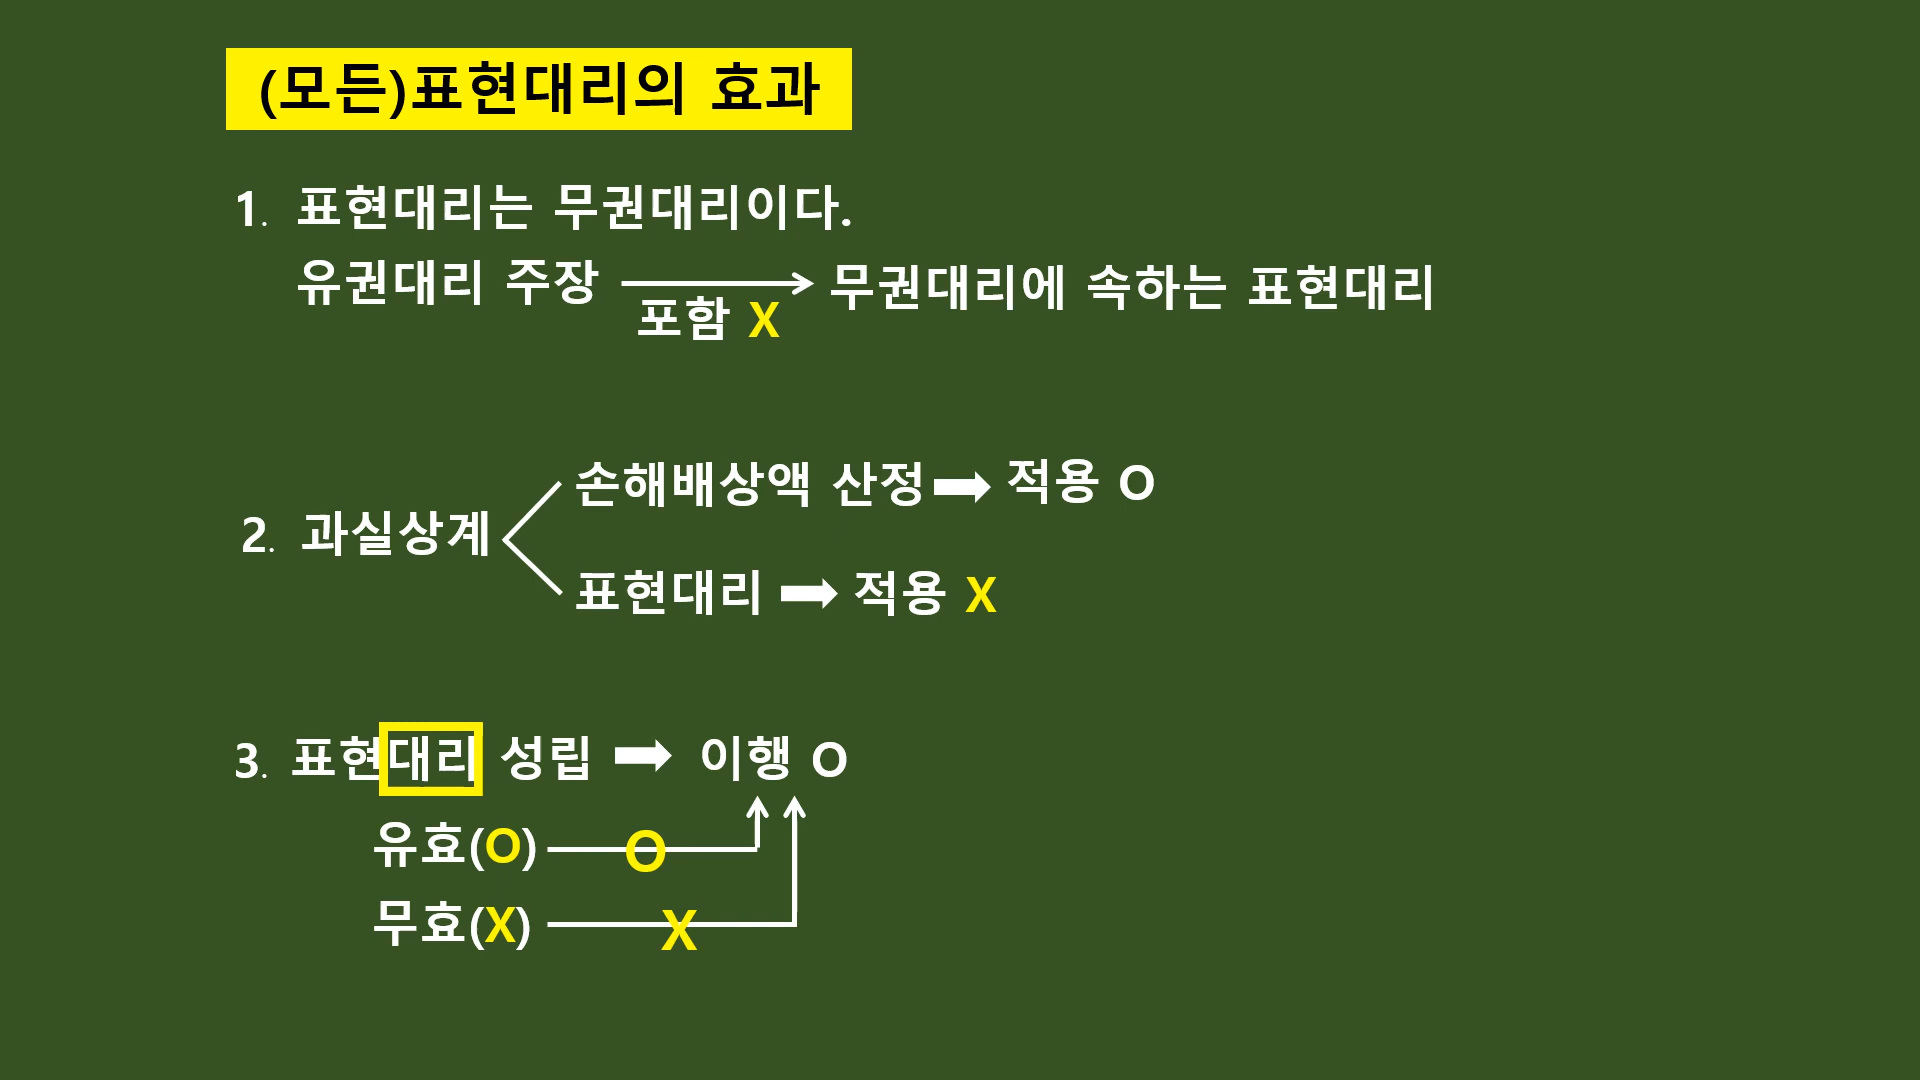 (모든)표현대리의 효과
1. 표현대리는 무권대리이다.
유권대리 주장 → 무권대리에 속하는 표현대리
포함 X
손해배상액 산정 ➡ 적용 O
2. 과실상계
표현대리 ➡ 적용 X
3. 표현대리 성립 ➡ 이행 O
유효(O) O
무효(X) X